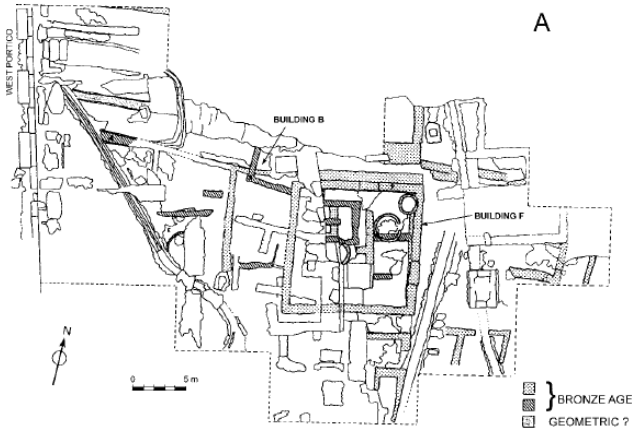 A
WEST PORTICO
BUILDING B
BUILDING F
N
0 5 m
BRONZE AGE
GEOMETRIC ?